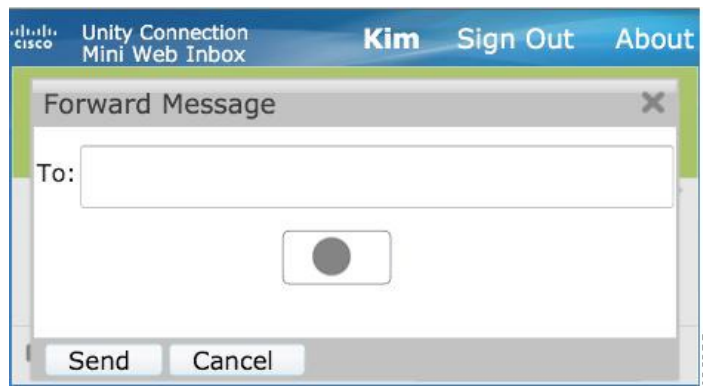 cisco
Unity Connection
Mini Web Inbox
Kim Sign Out About
Forward Message
To:
Send Cancel